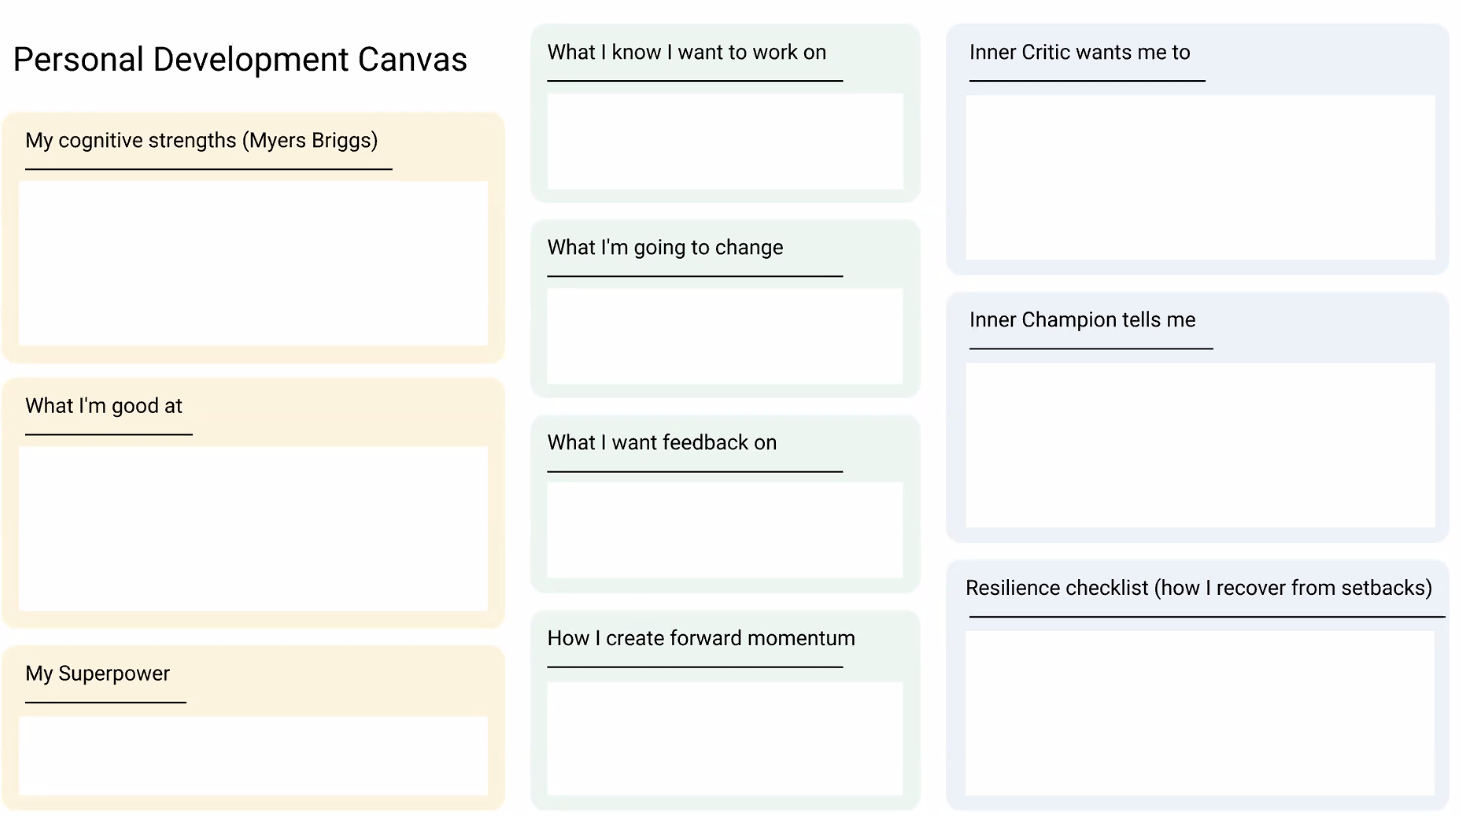 Personal Development Canvas
My cognitive strengths (Myers Briggs)
What I'm good at
My Superpower
What I know I want to work on
What I'm going to change
What I want feedback on
How I create forward momentum
Inner Critic wants me to
Inner Champion tells me
Resilience checklist (how I recover from setbacks)